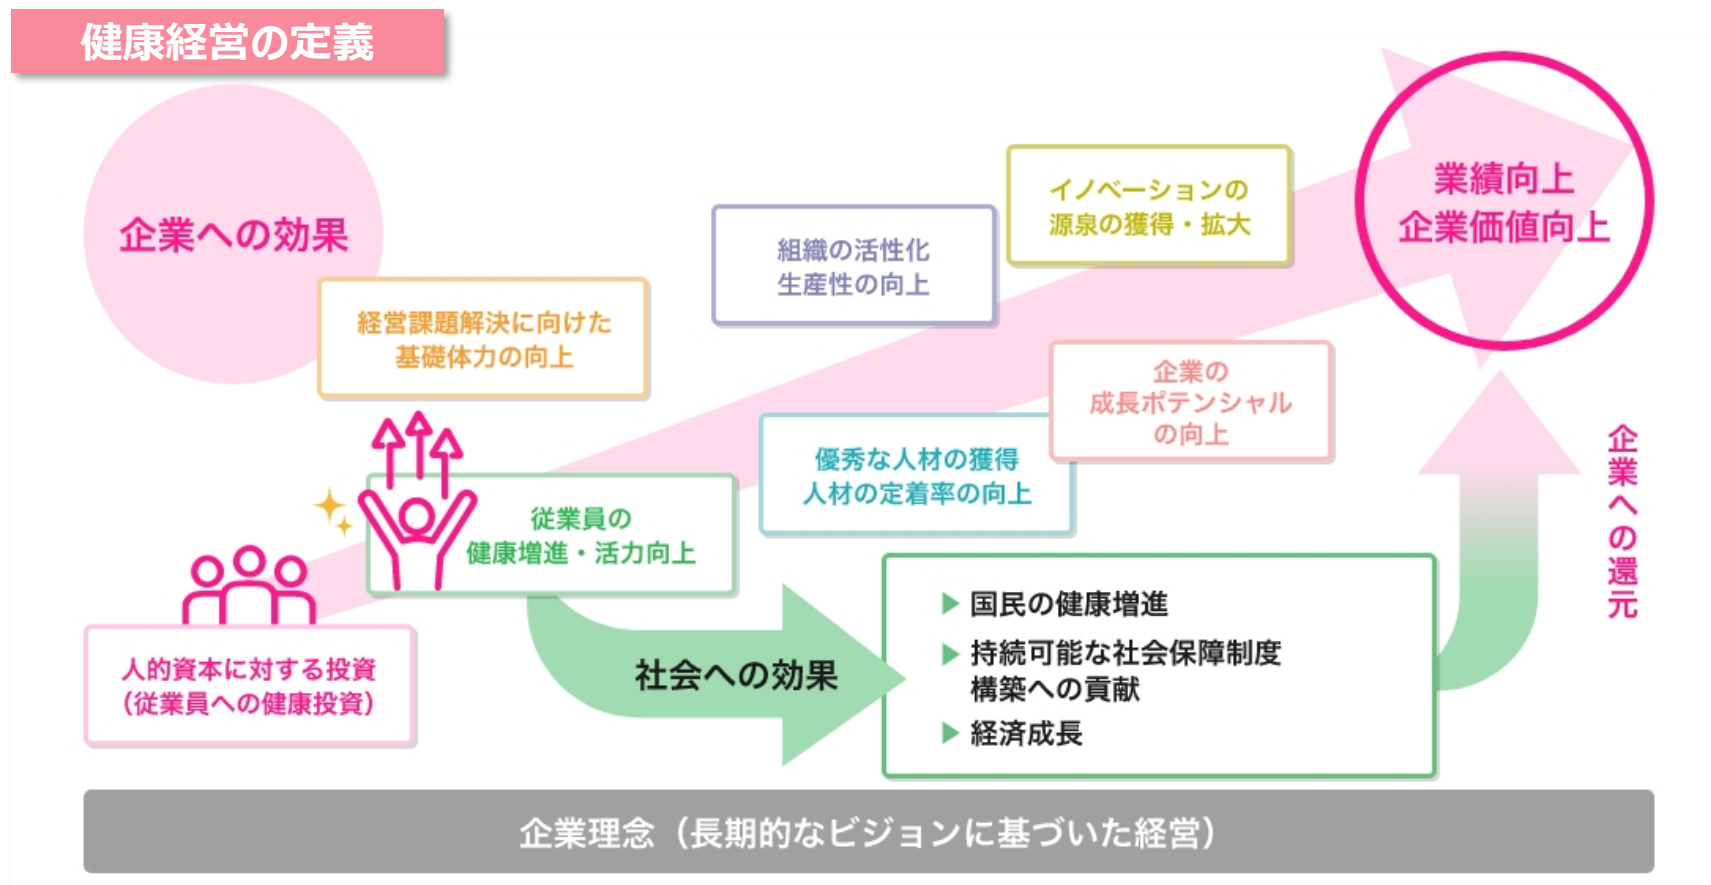 健康経営の定義
企業への効果
経営課題解決に向けた
基礎体力の向上
組織の活性化
生産性の向上
イノベーションの
源泉の獲得・拡大
業績向上
企業価値向上
従業員の
健康増進・活力向上
優秀な人材の獲得
人材の定着率の向上
企業の
成長ポテンシャル
の向上
人的資本に対する投資
（従業員への健康投資）
社会への効果
▶ 国民の健康増進
▶ 持続可能な社会保障制度
構築への貢献
▶ 経済成長
企業への還元
企業理念（長期的なビジョンに基づいた経営）